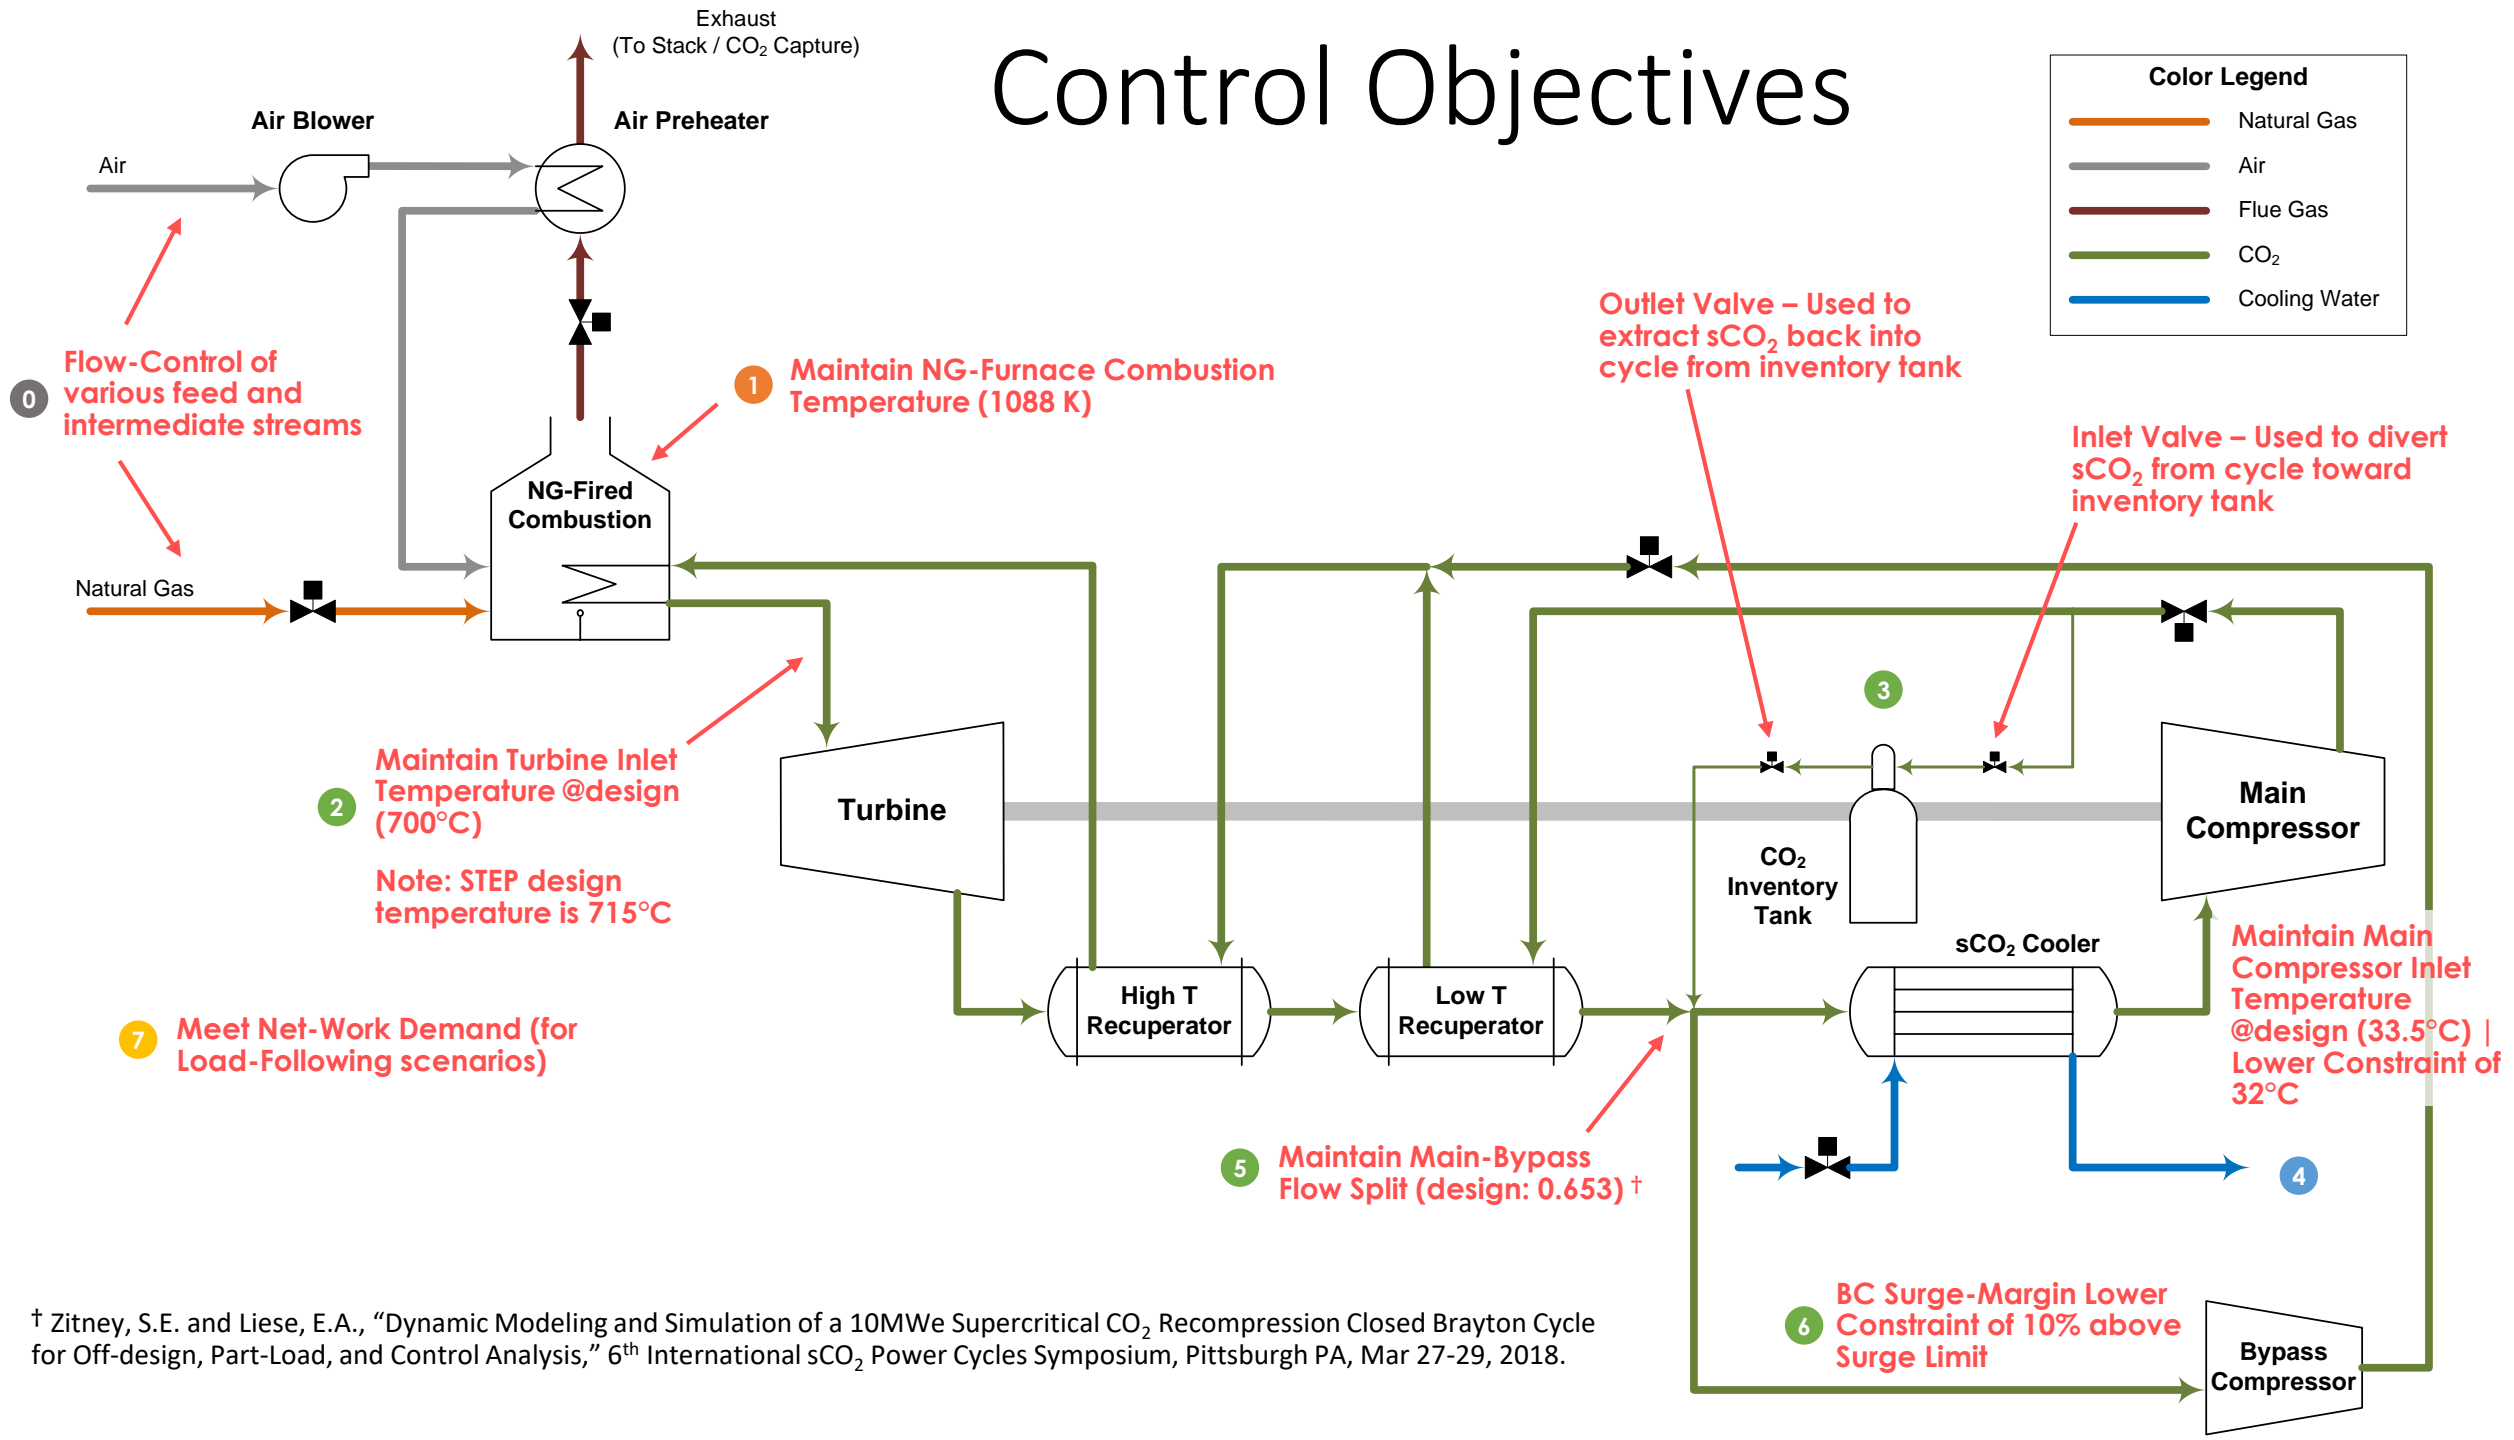 Control Objectives
Exhaust
(To Stack / CO₂ Capture)
Air Blower
Air Preheater
Air
Color Legend
Natural Gas
Air
Flue Gas
CO₂
Cooling Water
0
Flow-Control of
various feed and
intermediate streams
1
Maintain NG-Furnace Combustion
Temperature (1088 K)
Outlet Valve – Used to
extract sCO₂ back into
cycle from inventory tank
Inlet Valve – Used to divert
sCO₂ from cycle toward
inventory tank
NG-Fired
Combustion
Natural Gas
2
Maintain Turbine Inlet
Temperature @design
(700°C)
Note: STEP design
temperature is 715°C
Turbine
3
CO₂
Inventory
Tank
Main
Compressor
sCO₂ Cooler
Maintain Main
Compressor Inlet
Temperature
@design (33.5°C) |
Lower Constraint of
32°C
4
High T
Recuperator
Low T
Recuperator
7
Meet Net-Work Demand (for
Load-Following scenarios)
5
Maintain Main-Bypass
Flow Split (design: 0.653) †
6
BC Surge-Margin Lower
Constraint of 10% above
Surge Limit
Bypass
Compressor
† Zitney, S.E. and Liese, E.A., “Dynamic Modeling and Simulation of a 10MWe Supercritical CO₂ Recompression Closed Brayton Cycle
for Off-design, Part-Load, and Control Analysis,” 6th International sCO₂ Power Cycles Symposium, Pittsburgh PA, Mar 27-29, 2018.